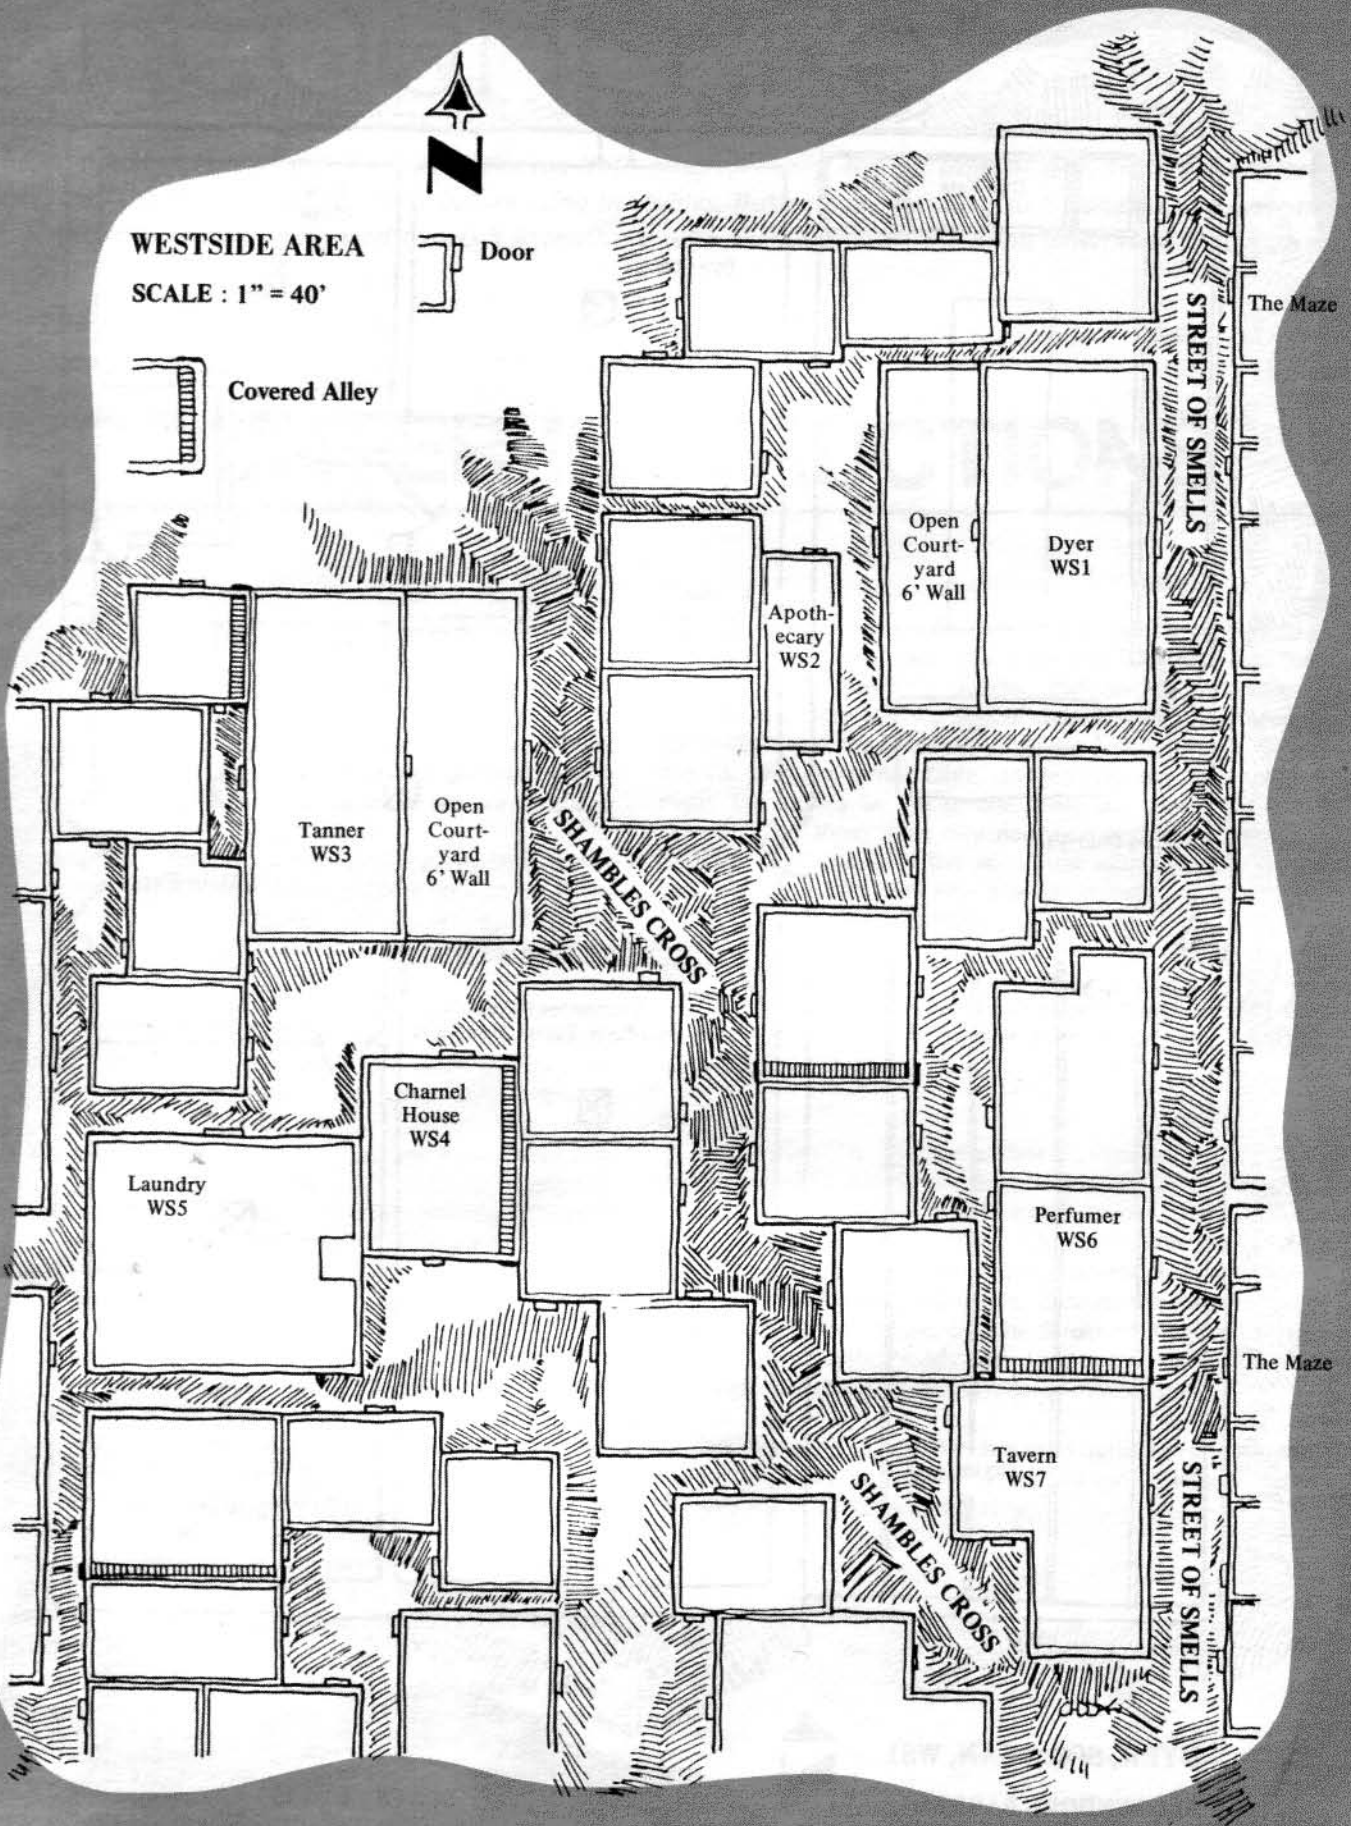 N
WESTSIDE AREA
SCALE : 1" = 40'
Door
Covered Alley
The Maze
STREET OF SMELLS
Open
Court-
yard
6' Wall
Dyer
WS1
Apoth-
ecary
WS2
Tanner
WS3
Open
Court-
yard
6' Wall
SHAMBLES CROSS
Charnel
House
WS4
Laundry
WS5
Perfumer
WS6
The Maze
Tavern
WS7
SHAMBLES CROSS
STREET OF SMELLS